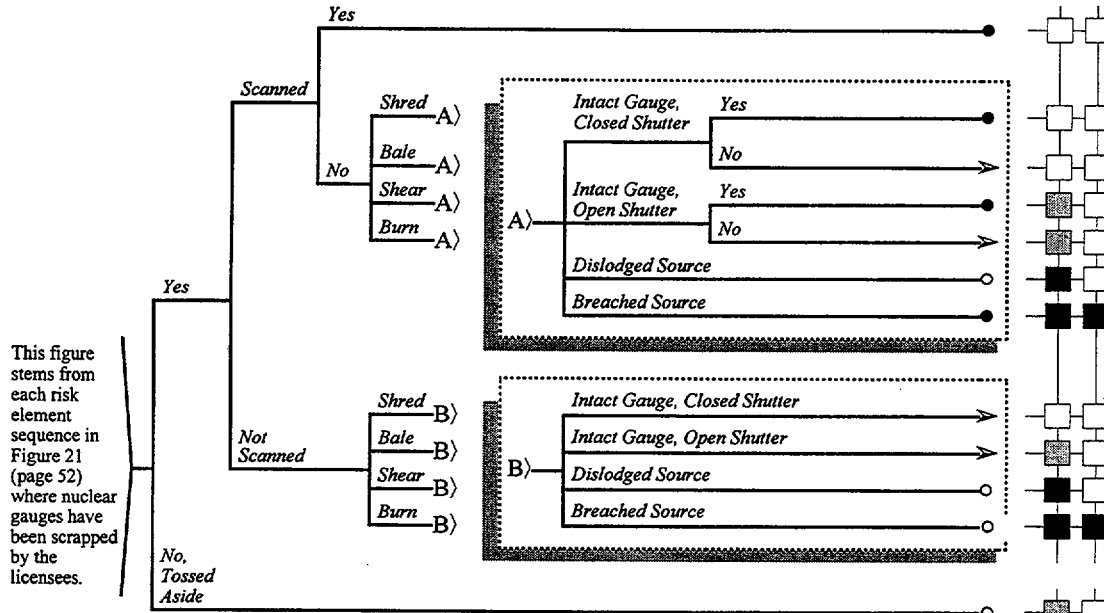 Yes
Scanned
Shred
A⟩
Bale
A⟩
No
Shear
A⟩
Burn
A⟩
Intact Gauge,
Closed Shutter
Yes
No
Intact Gauge,
Open Shutter
Yes
No
A⟩
Dislodged Source
Breached Source
Yes
This figure
stems from
each risk
element
sequence in
Figure 21
(page 52)
where nuclear
gauges have
been scrapped
by the
licensees.
Not
Scanned
Shred
B⟩
Bale
B⟩
Shear
B⟩
Burn
B⟩
Intact Gauge, Closed Shutter
Intact Gauge, Open Shutter
B⟩
Dislodged Source
Breached Source
No,
Tossed
Aside